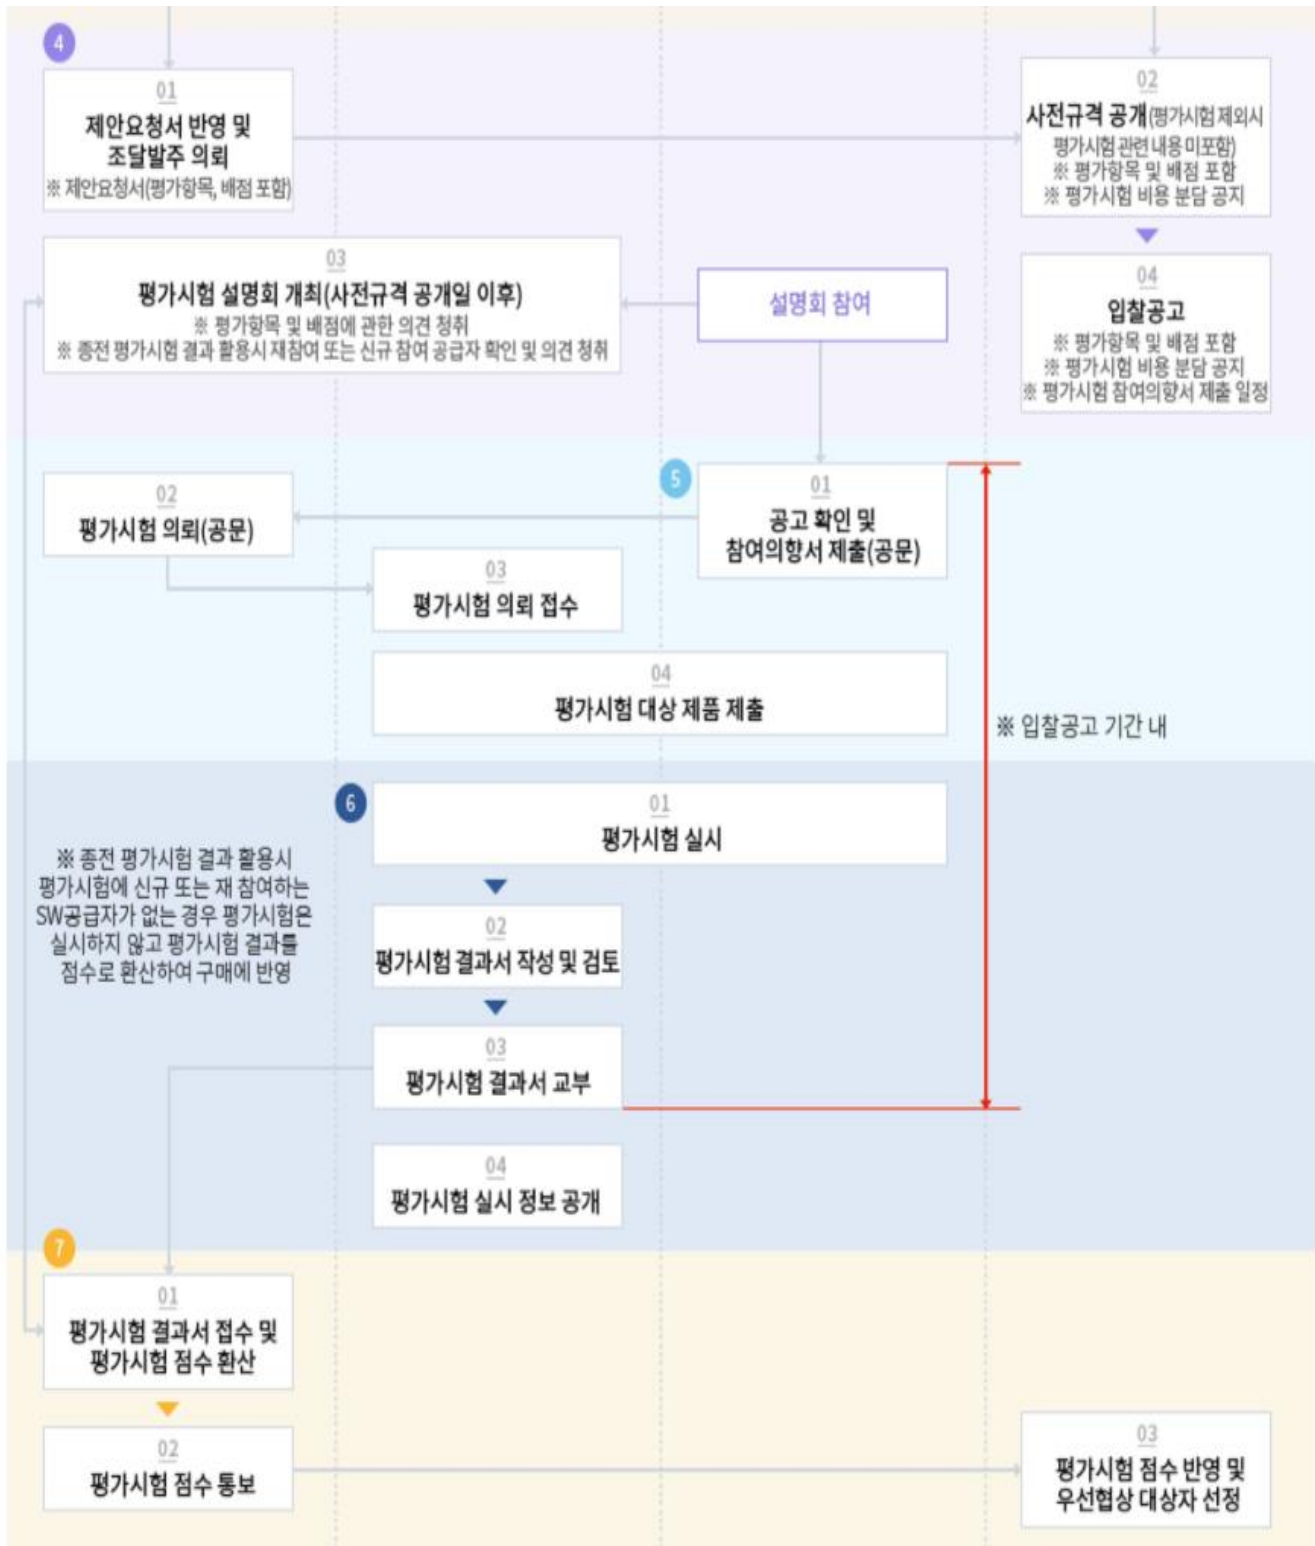 4
01
제안요청서 반영 및
조달발주 의뢰
※ 제안요청서(평가항목, 배점 포함)
02
사전규격 공개(평가시험 제외시
평가시험 관련 내용 미포함)
※ 평가항목 및 배점 포함
※ 평가시험 비용 분담 공지
03
평가시험 설명회 개최(사전규격 공개일 이후)
※ 평가항목 및 배점에 관한 의견 청취
※ 종전 평가시험 결과 활용시 재참여 또는 신규 참여 공급자 확인 및 의견 청취
설명회 참여
04
입찰공고
※ 평가항목 및 배점 포함
※ 평가시험 비용 분담 공지
※ 평가시험 참여의향서 제출 일정
5
01
공고 확인 및
참여의향서 제출(공문)
02
평가시험 의뢰(공문)
03
평가시험 의뢰 접수
04
평가시험 대상 제품 제출
※ 입찰공고 기간 내
6
01
평가시험 실시
※ 종전 평가시험 결과 활용시
평가시험에 신규 또는 재 참여하는
SW공급자가 없는 경우 평가시험은
실시하지 않고 평가시험 결과를
점수로 환산하여 구매에 반영
02
평가시험 결과서 작성 및 검토
03
평가시험 결과서 교부
04
평가시험 실시 정보 공개
7
01
평가시험 결과서 접수 및
평가시험 점수 환산
02
평가시험 점수 통보
03
평가시험 점수 반영 및
우선협상 대상자 선정